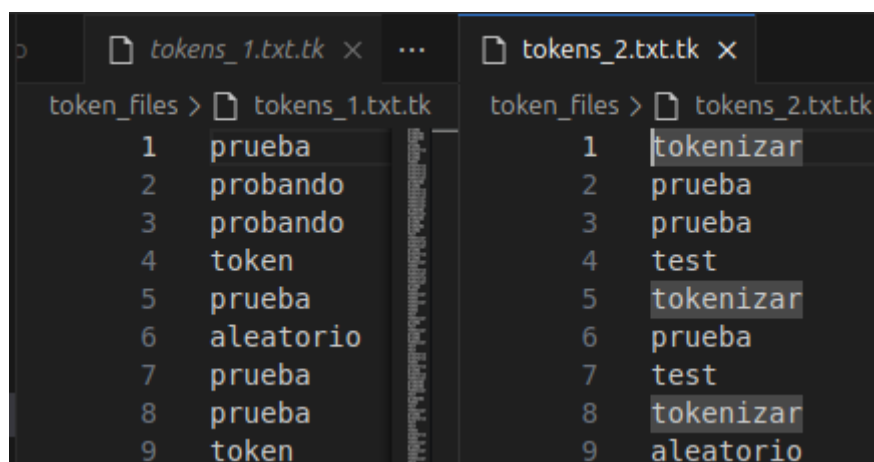 tokens_1.txt.tk × ···
token_files > tokens_1.txt.tk
1 prueba
2 probando
3 probando
4 token
5 prueba
6 aleatorio
7 prueba
8 prueba
9 token
tokens_2.txt.tk ×
token_files > tokens_2.txt.tk
1 tokenizar
2 prueba
3 prueba
4 test
5 tokenizar
6 prueba
7 test
8 tokenizar
9 aleatorio